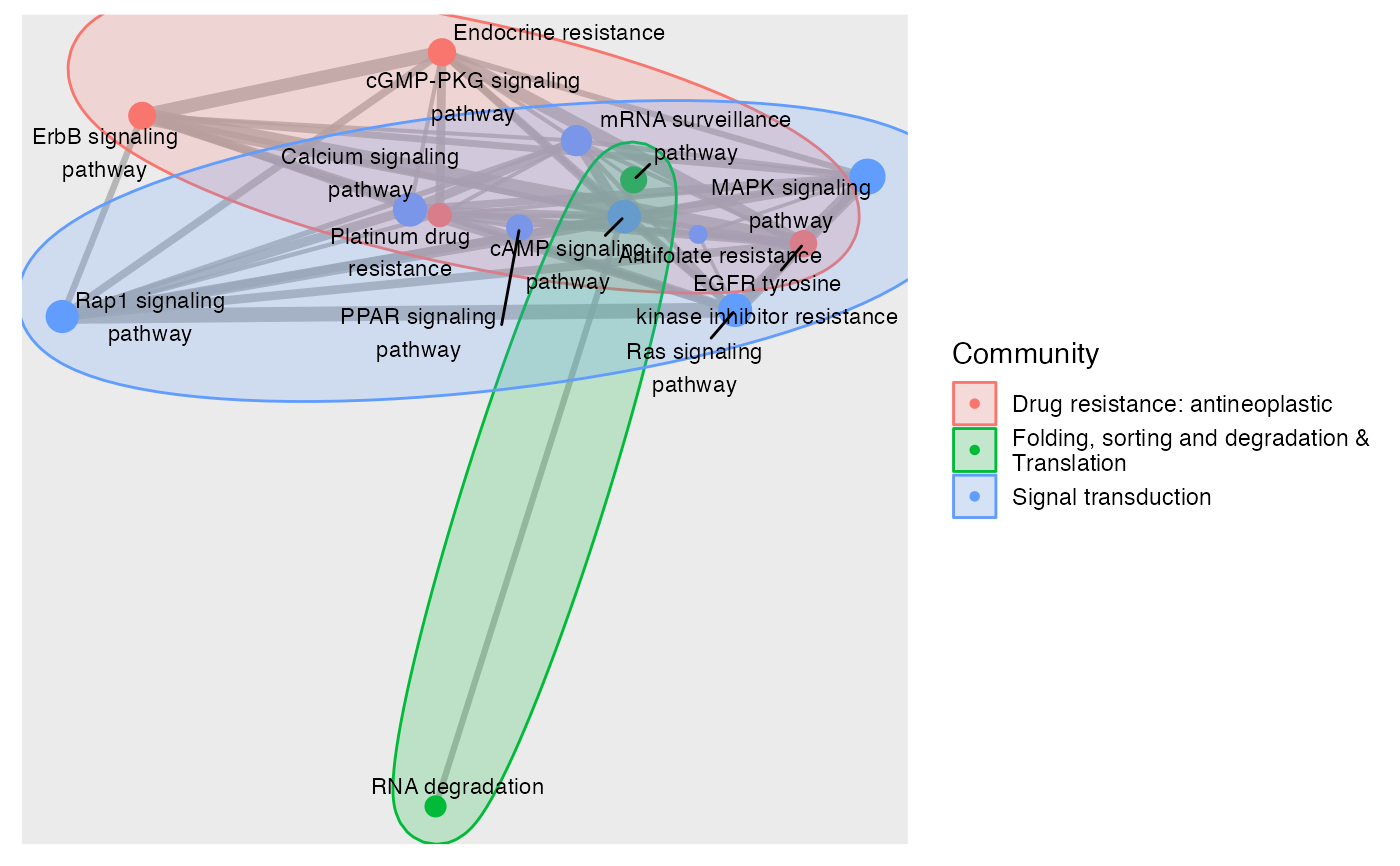 Endocrine resistance
cGMP-PKG signaling
pathway
mRNA surveillance
pathway
ErbB signaling
pathway
Calcium signaling
pathway
MAPK signaling
pathway
Platinum drug
resistance
cAMP signaling
pathway
Antifolate resistance
EGFR tyrosine
kinase inhibitor resistance
Rap1 signaling
pathway
PPAR signaling
pathway
Ras signaling
pathway
RNA degradation
Community
Drug resistance: antineoplastic
Folding, sorting and degradation &
Translation
Signal transduction